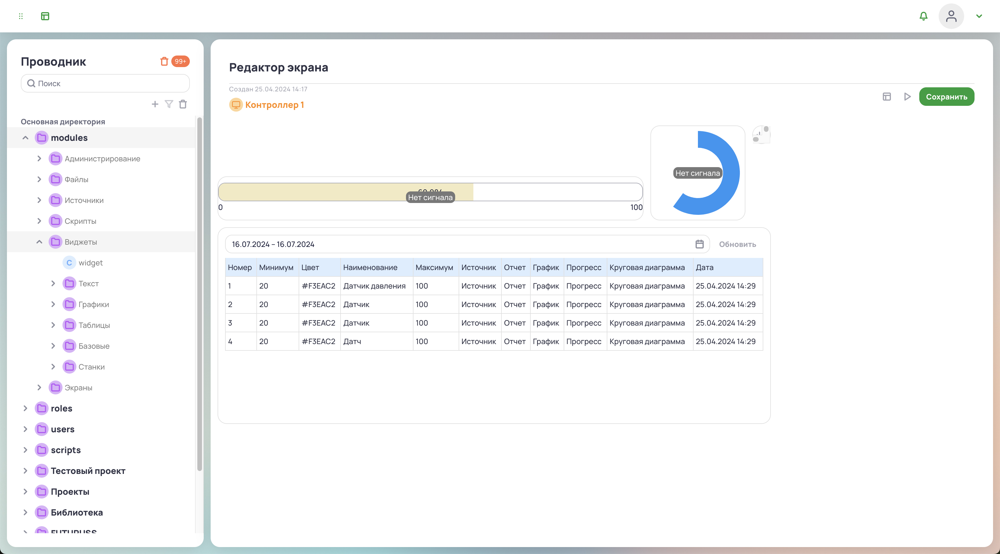 Проводник
99+
Поиск
Основная директория
modules
Администрирование
Файлы
Источники
Скрипты
Виджеты
C widget
Текст
Графики
Таблицы
Базовые
Станки
Экраны
roles
users
scripts
Тестовый проект
Проекты
Библиотека
Редактор экрана
Создан 25.04.2024 14:17
Контроллер 1
Сохранить
Нет сигнала
0 100
Нет сигнала
16.07.2024 – 16.07.2024 Обновить
Номер Минимум Цвет Наименование Максимум Источник Отчет График Прогресс Круговая диаграмма Дата
1 20 #F3EAC2 Датчик давления 100 Источник Отчет График Прогресс Круговая диаграмма 25.04.2024 14:29
2 20 #F3EAC2 Датчик 100 Источник Отчет График Прогресс Круговая диаграмма 25.04.2024 14:29
3 20 #F3EAC2 Датчик 100 Источник Отчет График Прогресс Круговая диаграмма 25.04.2024 14:29
4 20 #F3EAC2 Датч 100 Источник Отчет График Прогресс Круговая диаграмма 25.04.2024 14:29